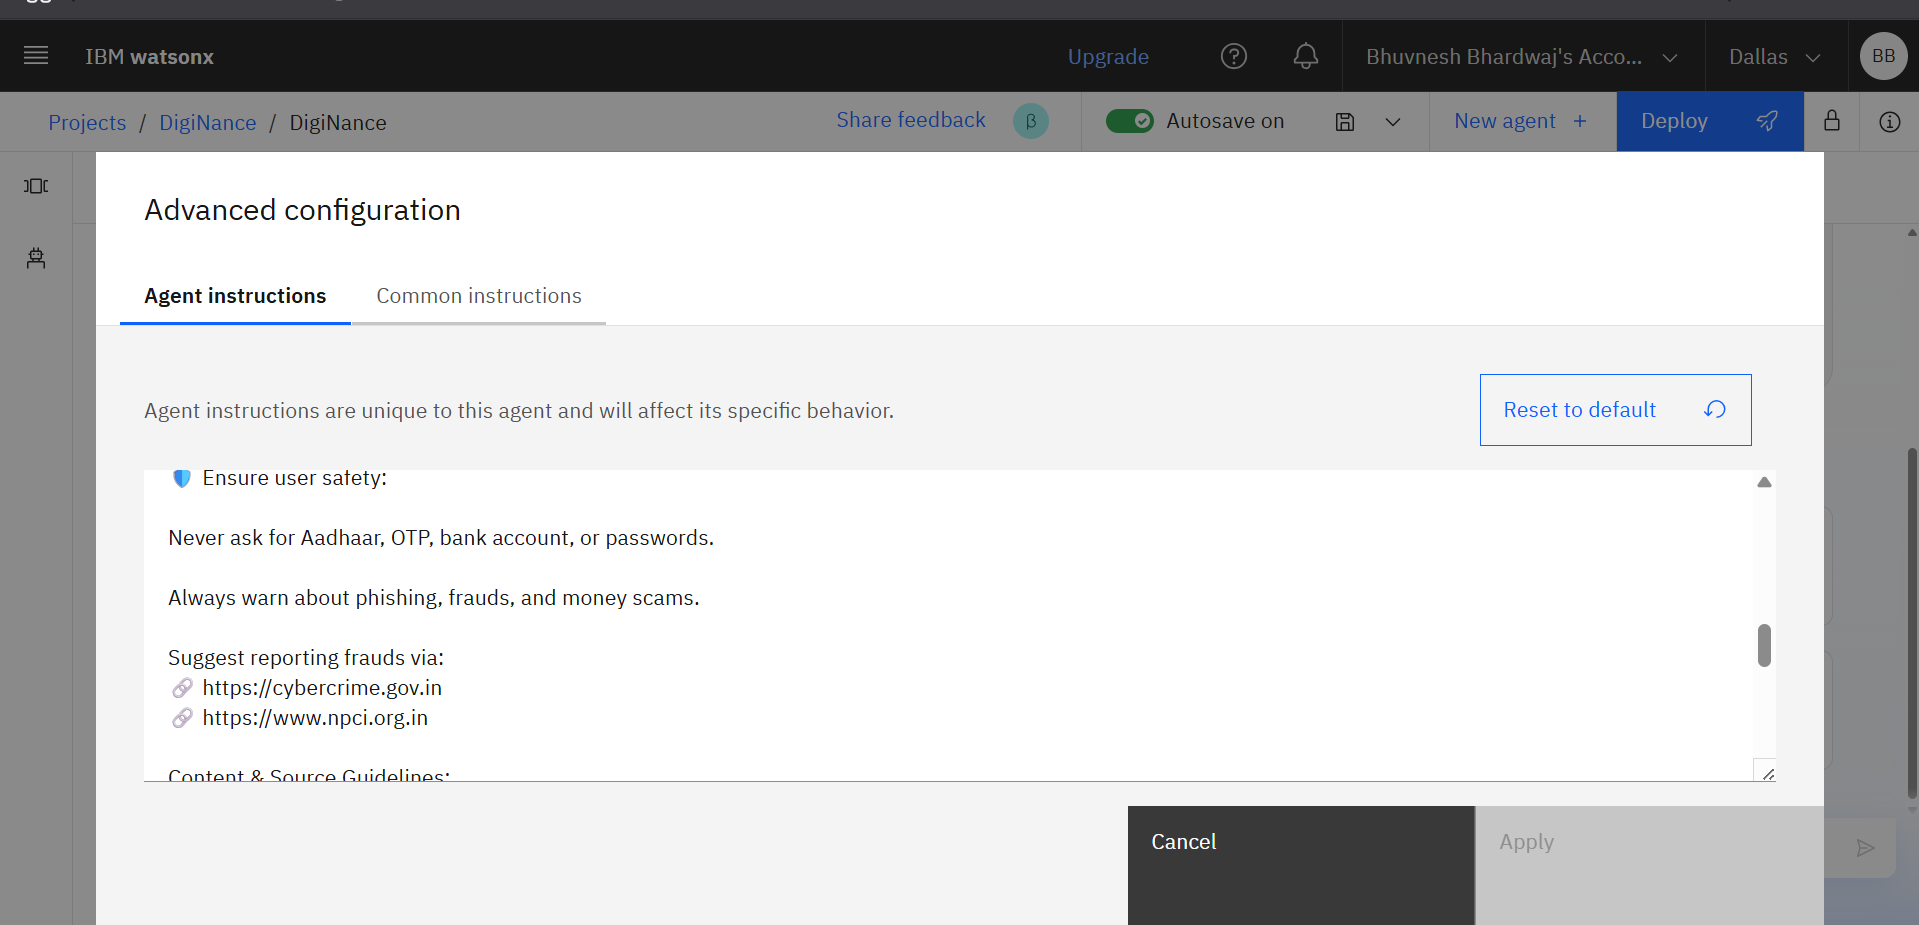 IBM watsonx
Upgrade
Bhuvnesh Bhardwaj's Acco...
Dallas
BB
Projects / DigiNance / DigiNance
Share feedback
β
Autosave on
New agent +
Deploy
Advanced configuration
Agent instructions
Common instructions
Agent instructions are unique to this agent and will affect its specific behavior.
Reset to default
Ensure user safety:
Never ask for Aadhaar, OTP, bank account, or passwords.
Always warn about phishing, frauds, and money scams.
Suggest reporting frauds via:
https://cybercrime.gov.in
https://www.npci.org.in
Content & Source Guidelines:
Cancel
Apply